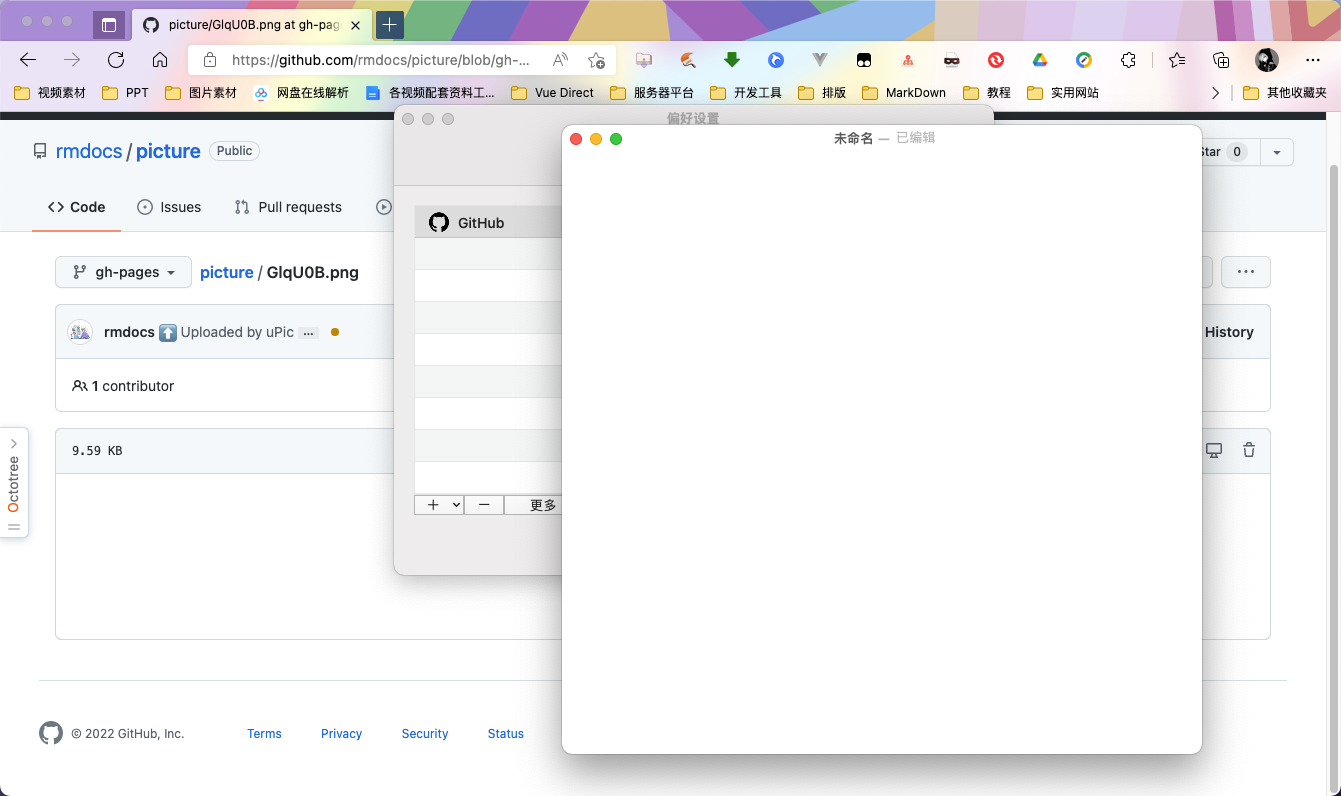 picture/GlqU0B.png at gh-pag
https://github.com/rmdocs/picture/blob/gh-...
视频素材 PPT 图片素材 网盘在线解析 各视频配套资料工... Vue Direct 服务器平台 开发工具 排版 MarkDown 教程 实用网站 其他收藏夹
偏好设置
未命名 — 已编辑
rmdocs / picture Public
Star 0
Code Issues Pull requests
GitHub
gh-pages picture / GlqU0B.png ...
rmdocs Uploaded by uPic ... History
1 contributor
9.59 KB
Octotree
+ − 更多
© 2022 GitHub, Inc. Terms Privacy Security Status